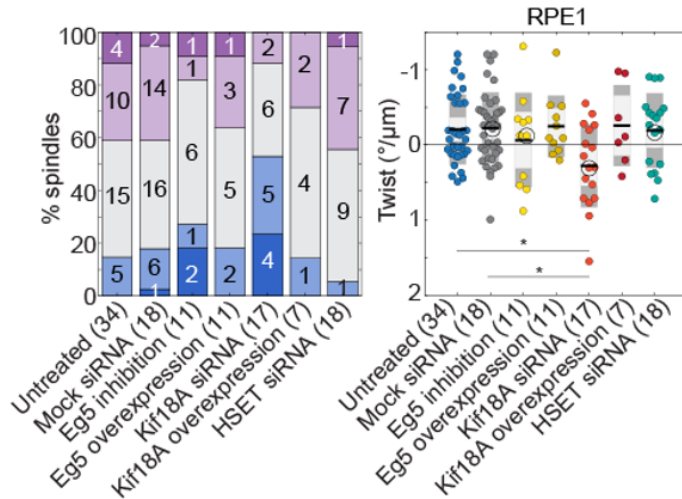 % spindles
100
80
60
40
20
0
4
10
15
5
2
14
16
6
1
1
1
6
1
2
1
3
5
2
2
6
5
4
2
4
1
1
7
9
1
Untreated (34)
Mock siRNA (18)
Eg5 inhibition (11)
Eg5 overexpression (11)
Kif18A siRNA (17)
Kif18A overexpression (7)
HSET siRNA (18)
RPE1
Twist (°/µm)
-1
0
1
2
*
*
Untreated (34)
Mock siRNA (18)
Eg5 inhibition (11)
Eg5 overexpression (11)
Kif18A siRNA (17)
Kif18A overexpression (7)
HSET siRNA (18)